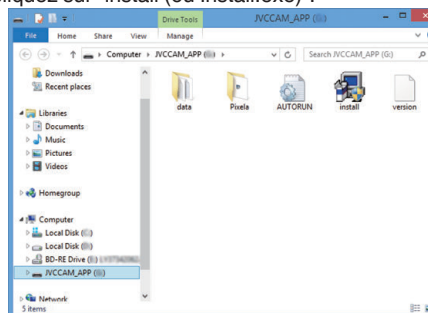 cliquez sur "install (ou install.exe)".
Drive Tools
JVCCAM_APP
File
Home
Share
View
Manage
Computer
JVCCAM_APP
Search JVCCAM_APP (G:)
Downloads
Recent places
Libraries
Documents
Music
Pictures
Videos
Homegroup
Computer
Local Disk
Local Disk
BD-RE Drive
JVCCAM_APP
Network
data
Pixela
AUTORUN
install
version
5 items